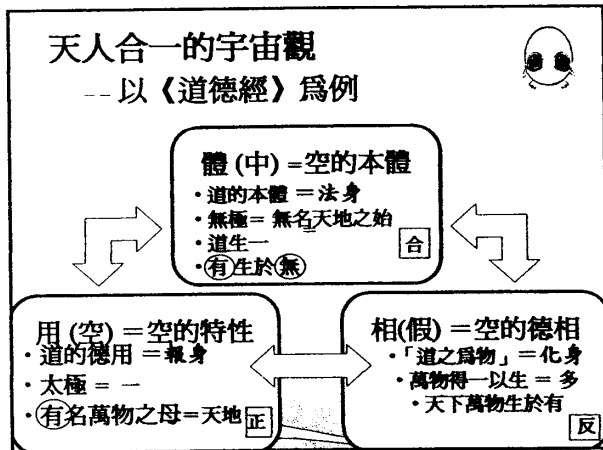 天人合一的宇宙觀
--以《道德經》爲例
體(中)=空的本體
・道的本體=法身
・無極=無名天地之始
・道生一
・有生於無
合
用(空)=空的特性
・道的德用=報身
・太極=一
・有名萬物之母=天地
正
相(假)=空的德相
・「道之爲物」=化身
・萬物得一以生=多
・天下萬物生於有
反